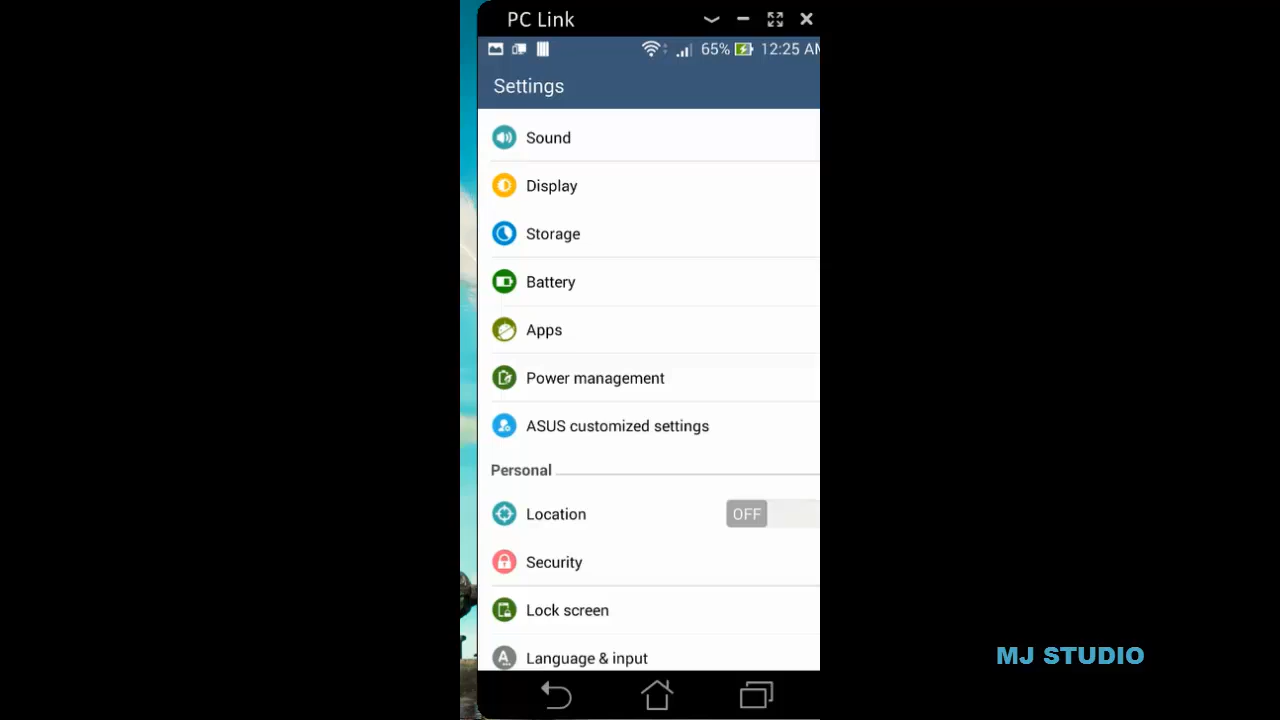 PC Link
65% 12:25 AM
Settings
Sound
Display
Storage
Battery
Apps
Power management
ASUS customized settings
Personal
Location OFF
Security
Lock screen
Language & input
MJ STUDIO